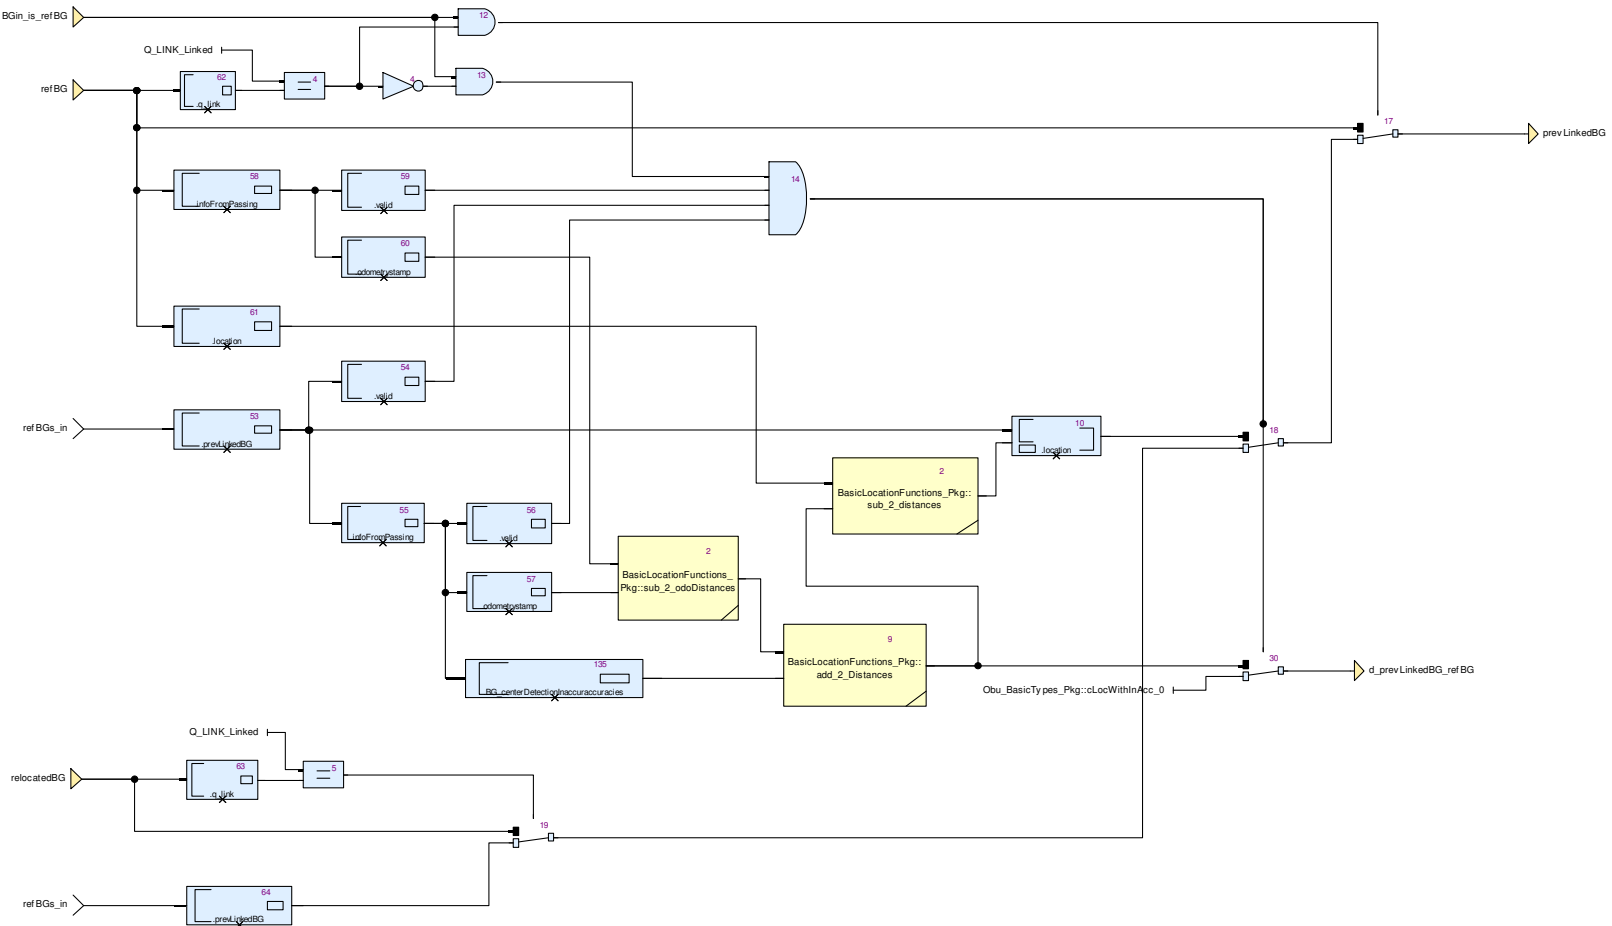 BGin_is_refBG
12
Q_LINK_Linked
62
4
4
13
refBG
.q_link
17
prevLinkedBG
58
59
14
.infoFromPassing
.valid
60
.odometrystamp
61
.location
54
.valid
refBGs_in
53
.prevLinkedBG
10
.location
18
2
BasicLocationFunctions_Pkg::
sub_2_distances
55
.infoFromPassing
56
.valid
2
BasicLocationFunctions_
Pkg::sub_2_odoDistances
57
.odometrystamp
9
BasicLocationFunctions_Pkg::
add_2_Distances
135
.BG_centerDetectionInaccuraccuracies
30
d_prevLinkedBG_refBG
Obu_BasicTypes_Pkg::cLocWithInAcc_0
Q_LINK_Linked
relocatedBG
63
.q_link
5
19
refBGs_in
64
.prevLinkedBG